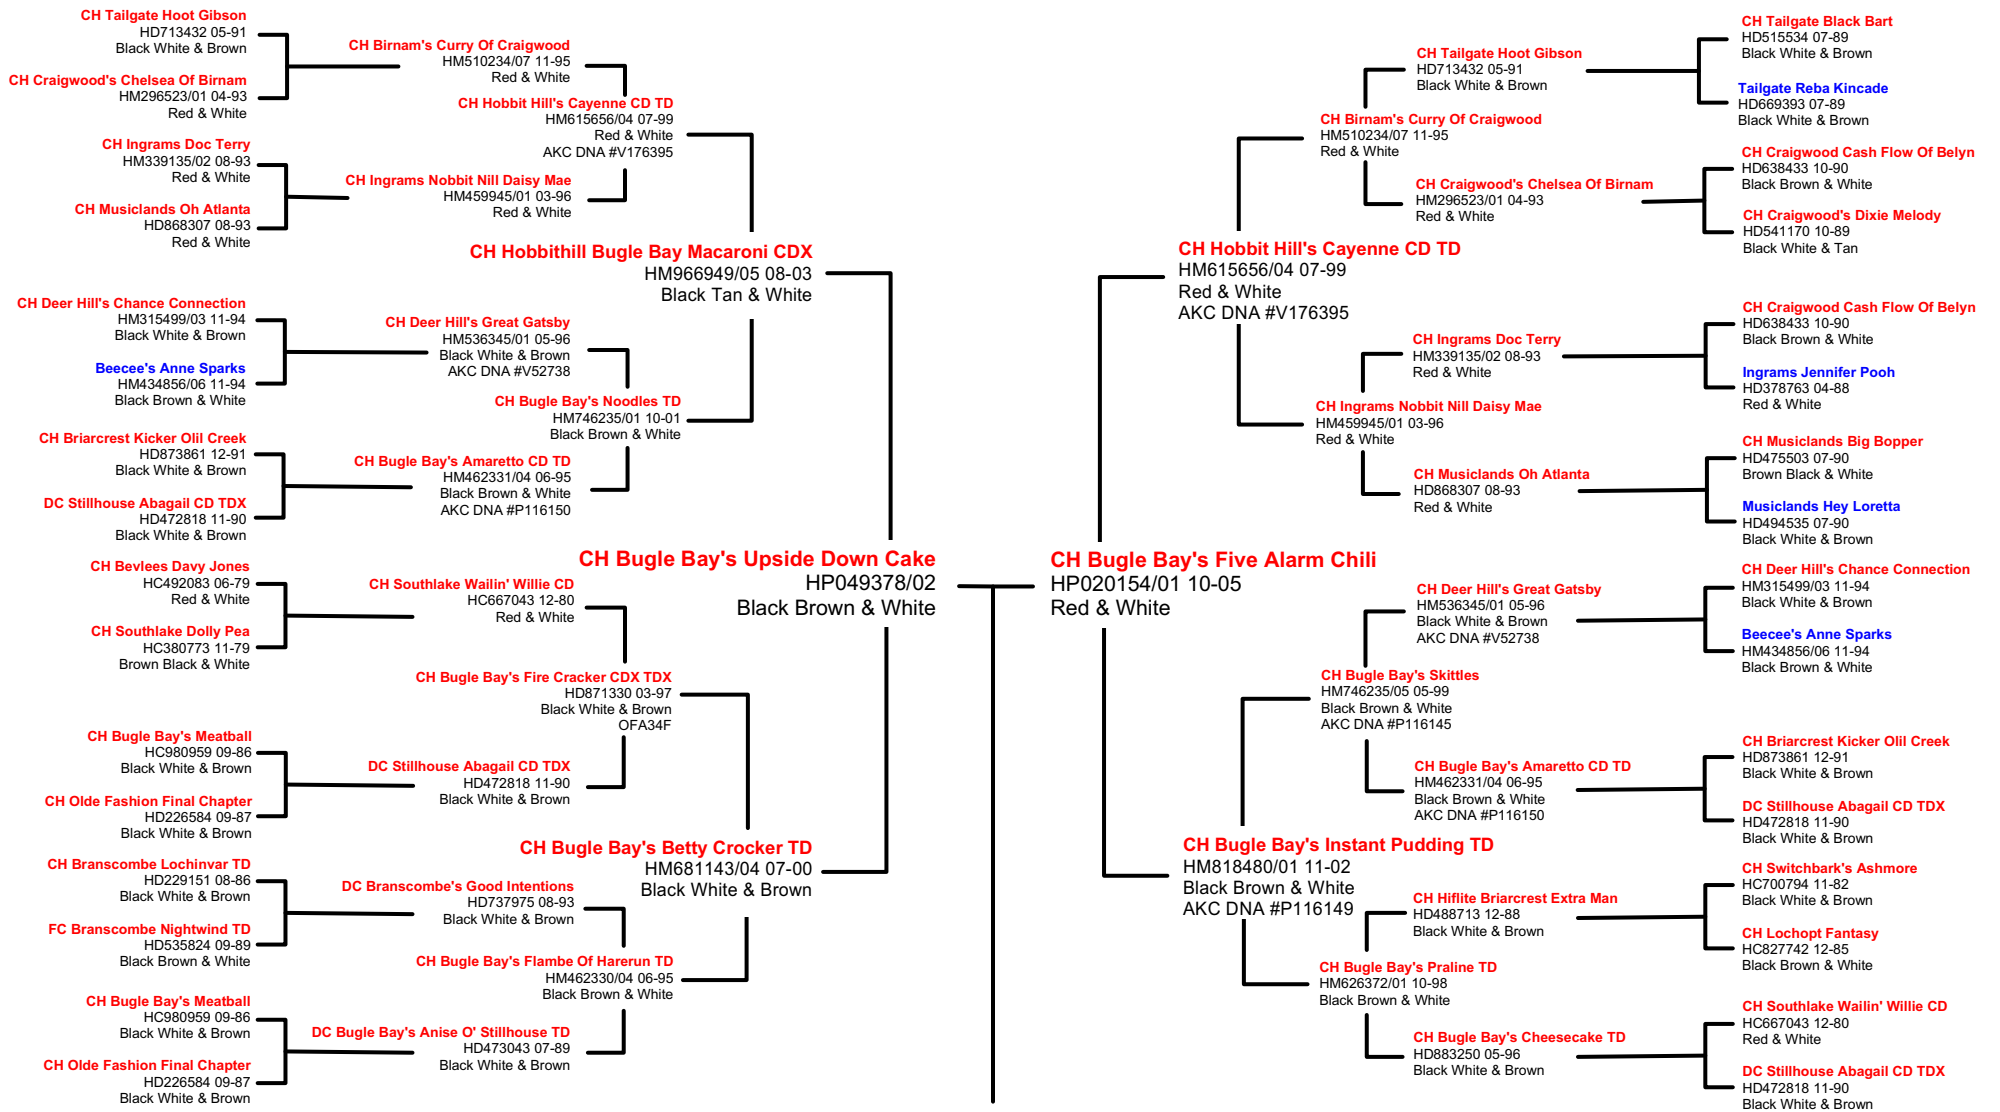 CH Tailgate Hoot Gibson
HD713432 05-91
Black White & Brown
CH Craigwood's Chelsea Of Birnam
HM296523/01 04-93
Red & White
CH Ingrams Doc Terry
HM339135/02 08-93
Red & White
CH Musiclands Oh Atlanta
HD868307 08-93
Red & White
CH Deer Hill's Chance Connection
HM315499/03 11-94
Black White & Brown
Beecee's Anne Sparks
HM434856/06 11-94
Black Brown & White
CH Briarcrest Kicker Olil Creek
HD873861 12-91
Black White & Brown
DC Stillhouse Abagail CD TDX
HD472818 11-90
Black White & Brown
CH Bevlees Davy Jones
HC492083 06-79
Red & White
CH Southlake Dolly Pea
HC380773 11-79
Brown Black & White
CH Bugle Bay's Meatball
HC980959 09-86
Black White & Brown
CH Olde Fashion Final Chapter
HD226584 09-87
Black White & Brown
CH Branscombe Lochinvar TD
HD229151 08-86
Black White & Brown
FC Branscombe Nightwind TD
HD535824 09-89
Black Brown & White
CH Bugle Bay's Meatball
HC980959 09-86
Black White & Brown
CH Olde Fashion Final Chapter
HD226584 09-87
Black White & Brown
CH Birnam's Curry Of Craigwood
HM510234/07 11-95
Red & White
CH Ingrams Nobbit Nill Daisy Mae
HM459945/01 03-96
Red & White
CH Deer Hill's Great Gatsby
HM536345/01 05-96
Black White & Brown
AKC DNA #V52738
CH Bugle Bay's Amaretto CD TD
HM462331/04 06-95
Black Brown & White
AKC DNA #P116150
CH Southlake Wailin' Willie CD
HC667043 12-80
Red & White
DC Stillhouse Abagail CD TDX
HD472818 11-90
Black White & Brown
DC Branscombe's Good Intentions
HD737975 08-93
Black White & Brown
DC Bugle Bay's Anise O' Stillhouse TD
HD473043 07-89
Black White & Brown
CH Hobbit Hill's Cayenne CD TD
HM615656/04 07-99
Red & White
AKC DNA #V176395
CH Bugle Bay's Noodles TD
HM746235/01 10-01
Black Brown & White
CH Bugle Bay's Fire Cracker CDX TDX
HD871330 03-97
Black White & Brown
OFA34F
CH Bugle Bay's Flambe Of Harerun TD
HM462330/04 06-95
Black Brown & White
CH Hobbithill Bugle Bay Macaroni CDX
HM966949/05 08-03
Black Tan & White
CH Bugle Bay's Betty Crocker TD
HM681143/04 07-00
Black White & Brown
CH Bugle Bay's Upside Down Cake
HP049378/02
Black Brown & White
CH Bugle Bay's Five Alarm Chili
HP020154/01 10-05
Red & White
CH Hobbit Hill's Cayenne CD TD
HM615656/04 07-99
Red & White
AKC DNA #V176395
CH Bugle Bay's Instant Pudding TD
HM818480/01 11-02
Black Brown & White
AKC DNA #P116149
CH Birnam's Curry Of Craigwood
HM510234/07 11-95
Red & White
CH Ingrams Nobbit Nill Daisy Mae
HM459945/01 03-96
Red & White
CH Bugle Bay's Skittles
HM746235/05 05-99
Black Brown & White
AKC DNA #P116145
CH Bugle Bay's Praline TD
HM626372/01 10-98
Black Brown & White
CH Tailgate Hoot Gibson
HD713432 05-91
Black White & Brown
CH Craigwood's Chelsea Of Birnam
HM296523/01 04-93
Red & White
CH Ingrams Doc Terry
HM339135/02 08-93
Red & White
CH Musiclands Oh Atlanta
HD868307 08-93
Red & White
CH Deer Hill's Great Gatsby
HM536345/01 05-96
Black White & Brown
AKC DNA #V52738
CH Bugle Bay's Amaretto CD TD
HM462331/04 06-95
Black Brown & White
AKC DNA #P116150
CH Hiflite Briarcrest Extra Man
HD488713 12-88
Black White & Brown
CH Bugle Bay's Cheesecake TD
HD883250 05-96
Black White & Brown
CH Tailgate Black Bart
HD515534 07-89
Black White & Brown
Tailgate Reba Kincade
HD669393 07-89
Black White & Brown
CH Craigwood Cash Flow Of Belyn
HD638433 10-90
Black Brown & White
CH Craigwood's Dixie Melody
HD541170 10-89
Black White & Tan
CH Craigwood Cash Flow Of Belyn
HD638433 10-90
Black Brown & White
Ingrams Jennifer Pooh
HD378763 04-88
Red & White
CH Musiclands Big Bopper
HD475503 07-90
Brown Black & White
Musiclands Hey Loretta
HD494535 07-90
Black White & Brown
CH Deer Hill's Chance Connection
HM315499/03 11-94
Black White & Brown
Beecee's Anne Sparks
HM434856/06 11-94
Black Brown & White
CH Briarcrest Kicker Olil Creek
HD873861 12-91
Black White & Brown
DC Stillhouse Abagail CD TDX
HD472818 11-90
Black White & Brown
CH Switchbark's Ashmore
HC700794 11-82
Black White & Brown
CH Lochopt Fantasy
HC827742 12-85
Black Brown & White
CH Southlake Wailin' Willie CD
HC667043 12-80
Red & White
DC Stillhouse Abagail CD TDX
HD472818 11-90
Black White & Brown